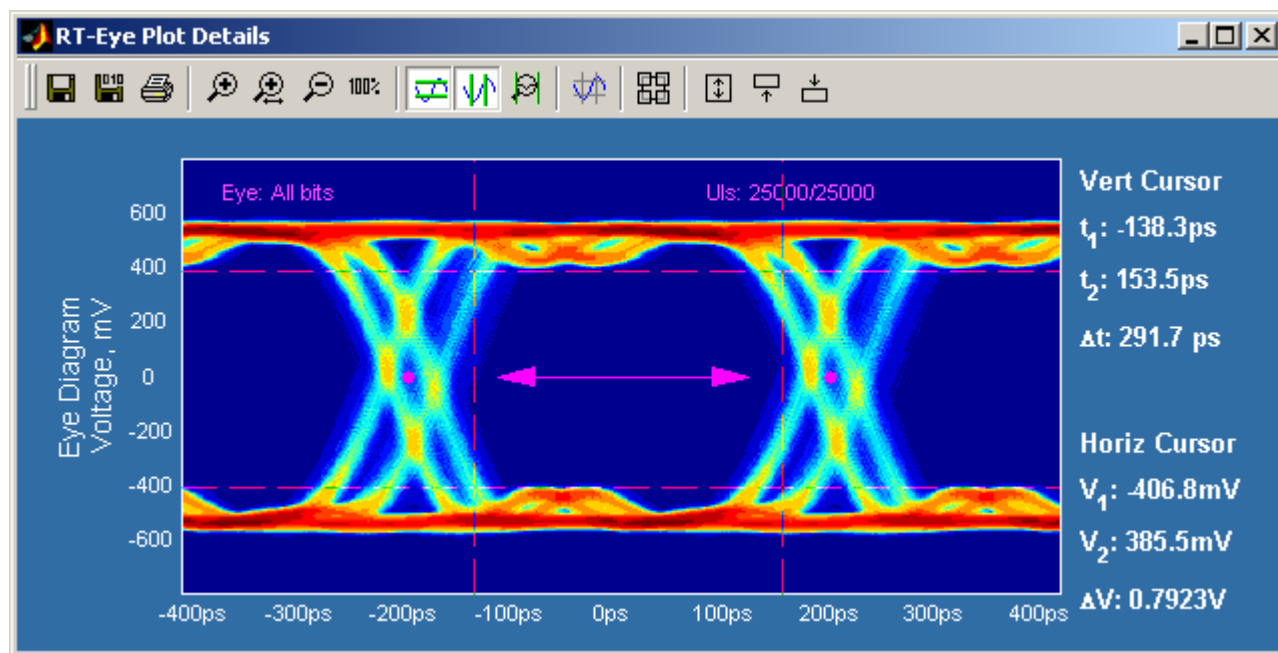 RT-Eye Plot Details
010
100%
Eye: All bits
UIs: 25000/25000
Eye Diagram
Voltage, mV
600
400
200
0
-200
-400
-600
-400ps
-300ps
-200ps
-100ps
0ps
100ps
200ps
300ps
400ps
Vert Cursor
t1: -138.3ps
t2: 153.5ps
Δt: 291.7 ps
Horiz Cursor
V1: -406.8mV
V2: 385.5mV
ΔV: 0.7923V